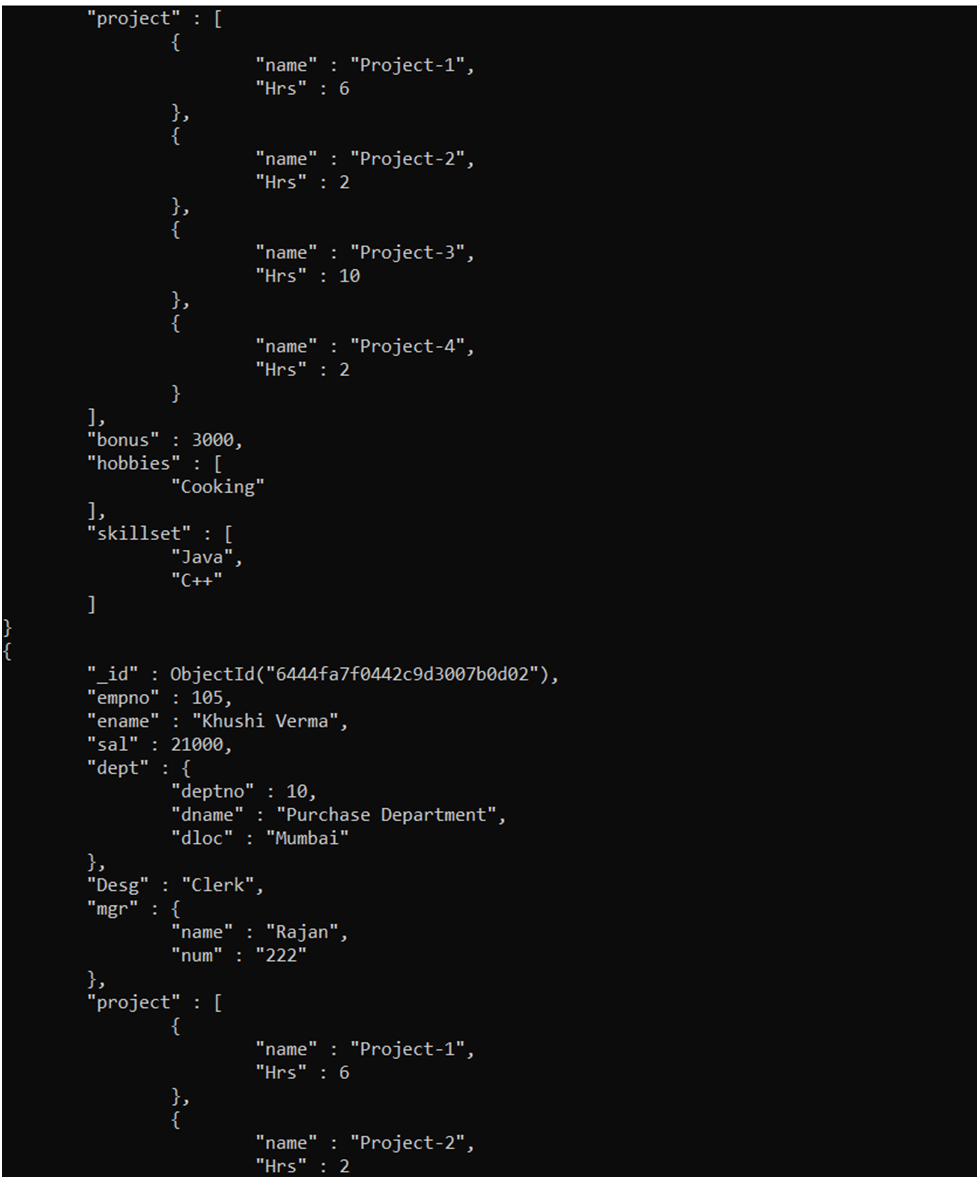 "project" : [
{
"name" : "Project-1",
"Hrs" : 6
},
{
"name" : "Project-2",
"Hrs" : 2
},
{
"name" : "Project-3",
"Hrs" : 10
},
{
"name" : "Project-4",
"Hrs" : 2
}
],
"bonus" : 3000,
"hobbies" : [
"Cooking"
],
"skillset" : [
"Java",
"C++"
]
}
{
"_id" : ObjectId("6444fa7f0442c9d3007b0d02"),
"empno" : 105,
"ename" : "Khushi Verma",
"sal" : 21000,
"dept" : {
"deptno" : 10,
"dname" : "Purchase Department",
"dloc" : "Mumbai"
},
"Desg" : "Clerk",
"mgr" : {
"name" : "Rajan",
"num" : "222"
},
"project" : [
{
"name" : "Project-1",
"Hrs" : 6
},
{
"name" : "Project-2",
"Hrs" : 2